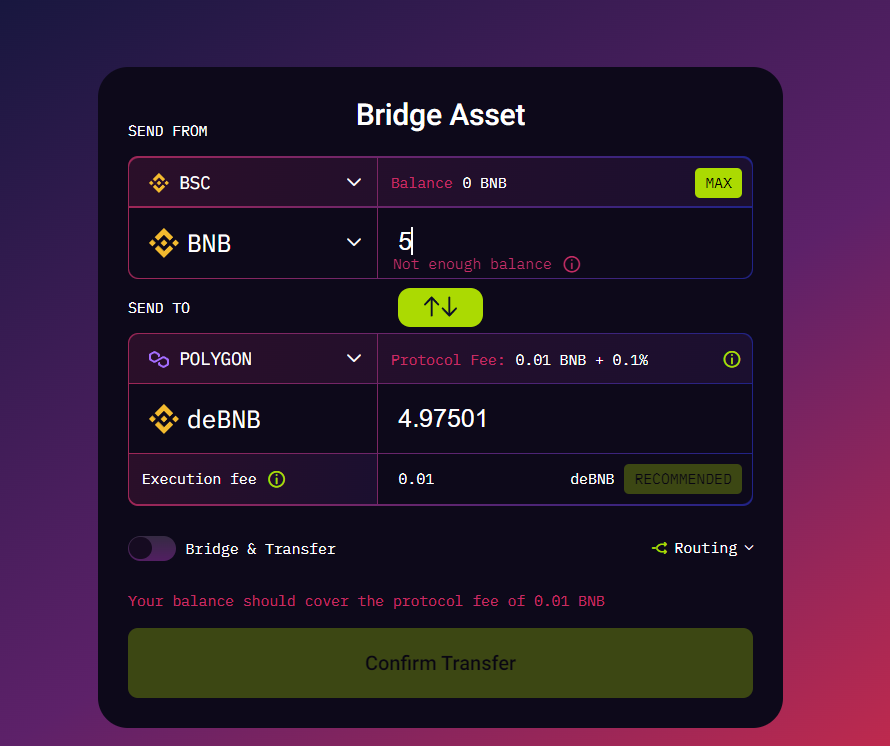 Bridge Asset
SEND FROM
BSC Balance 0 BNB MAX
BNB 5
Not enough balance
SEND TO
POLYGON Protocol Fee: 0.01 BNB + 0.1%
deBNB 4.97501
Execution fee 0.01 deBNB RECOMMENDED
Bridge & Transfer Routing
Your balance should cover the protocol fee of 0.01 BNB
Confirm Transfer